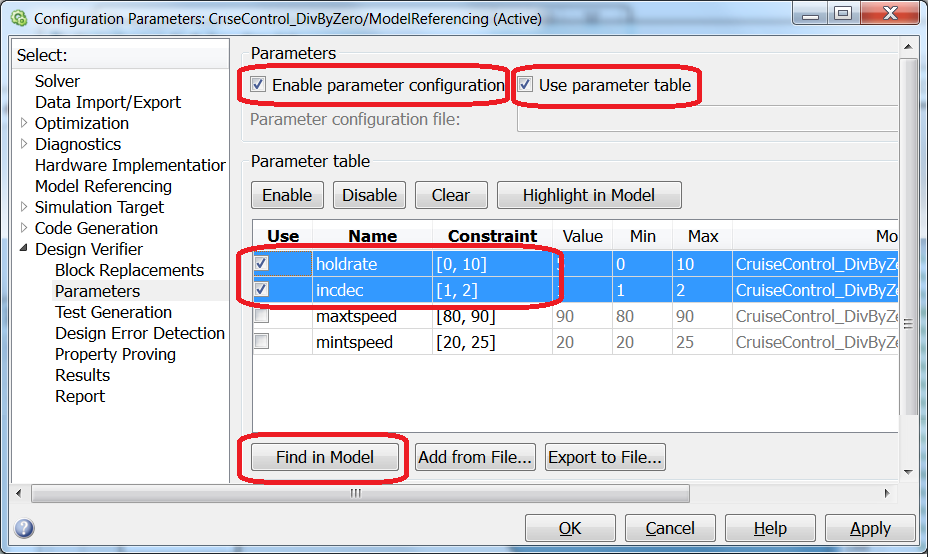 Configuration Parameters: CruseControl_DivByZero/ModelReferencing (Active)
Select:
Solver
Data Import/Export
Optimization
Diagnostics
Hardware Implementation
Model Referencing
Simulation Target
Code Generation
Design Verifier
Block Replacements
Parameters
Test Generation
Design Error Detection
Property Proving
Results
Report
Parameters
Enable parameter configuration Use parameter table
Parameter configuration file:
Parameter table
Enable Disable Clear Highlight in Model
Use Name Constraint Value Min Max Mo
holdrate [0, 10] 0 10 CruiseControl_DivByZe
incdec [1, 2] 1 2 CruiseControl_DivByZe
maxtspeed [80, 90] 90 80 90 CruiseControl_DivByZe
mintspeed [20, 25] 20 20 25 CruiseControl_DivByZe
Find in Model Add from File... Export to File...
OK Cancel Help Apply